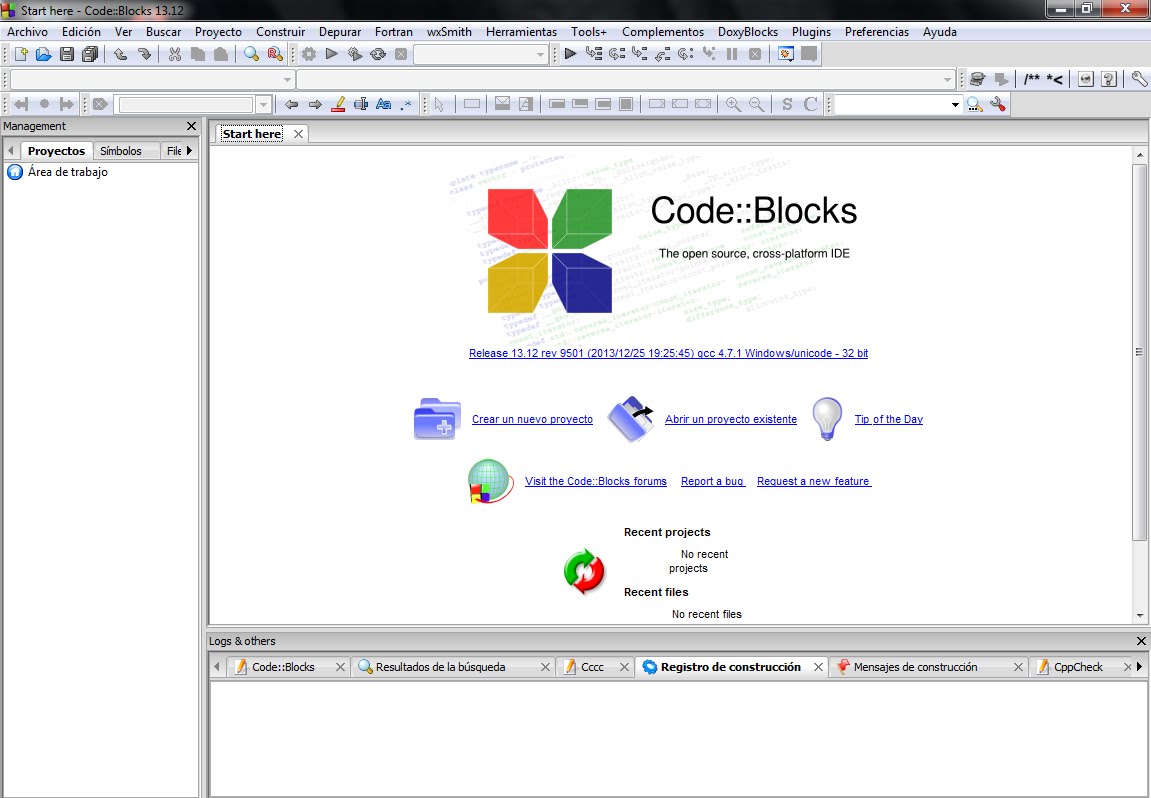 Start here - Code::Blocks 13.12
Archivo Edición Ver Buscar Proyecto Construir Depurar Fortran wxSmith Herramientas Tools+ Complementos DoxyBlocks Plugins Preferencias Ayuda
/** *<
Aa .* S C
Management
Start here
Proyectos Símbolos File
Área de trabajo
Code::Blocks
The open source, cross-platform IDE
Release 13.12 rev 9501 (2013/12/25 19:25:45) gcc 4.7.1 Windows/unicode - 32 bit
Crear un nuevo proyecto Abrir un proyecto existente Tip of the Day
Visit the Code::Blocks forums Report a bug Request a new feature
Recent projects
No recent
projects
Recent files
No recent files
Logs & others
Code::Blocks Resultados de la búsqueda Cccc Registro de construcción Mensajes de construcción CppCheck